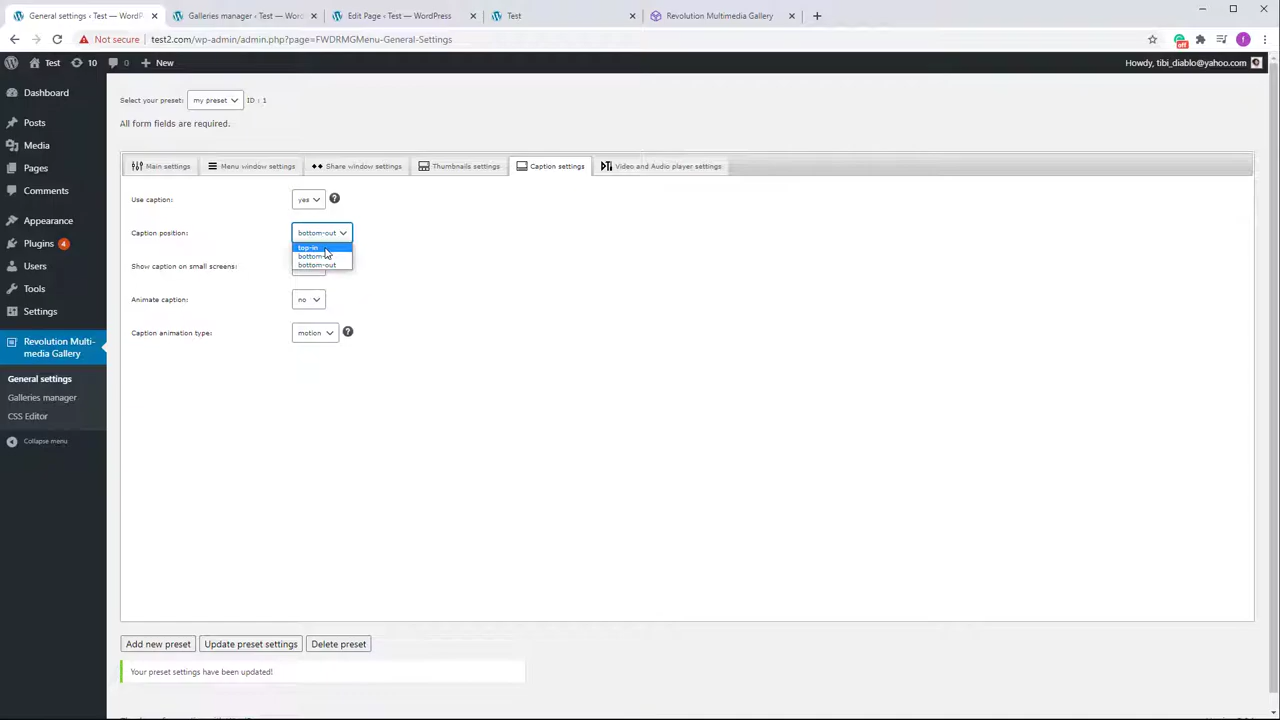 General settings ‹ Test — WordP
Galleries manager ‹ Test — WordP
Edit Page ‹ Test — WordPress
Test
Revolution Multimedia Gallery
Not secure
test2.com/wp-admin/admin.php?page=FWDRMGMenu-General-Settings
off
f
Test
10
0
New
Howdy, tibi_diablo@yahoo.com
Dashboard
Posts
Media
Pages
Comments
Appearance
Plugins 4
Users
Tools
Settings
Revolution Multi-
media Gallery
General settings
Galleries manager
CSS Editor
Collapse menu
Select your preset: my preset ID : 1
All form fields are required.
Main settings
Menu window settings
Share window settings
Thumbnails settings
Caption settings
Video and Audio player settings
Use caption: yes
Caption position: bottom-out
top-in
bottom-
bottom-out
Show caption on small screens:
Animate caption: no
Caption animation type: motion
Add new preset
Update preset settings
Delete preset
Your preset settings have been updated!